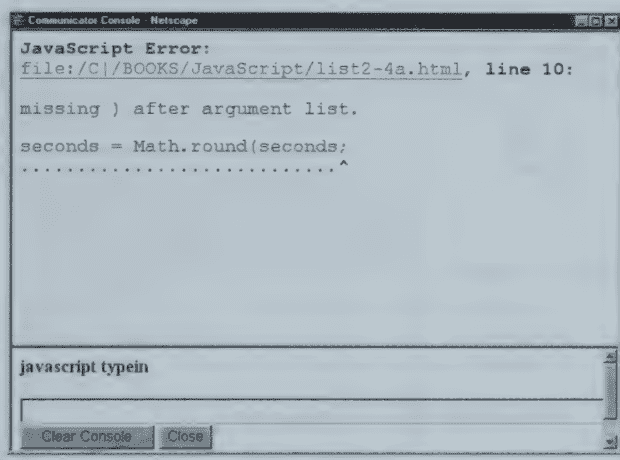 Communicator Console - Netscape
JavaScript Error:
file:/C|/BOOKS/JavaScript/list2-4a.html, line 10:
missing ) after argument list.
seconds = Math.round(seconds;
............................^
javascript typein
Clear Console Close